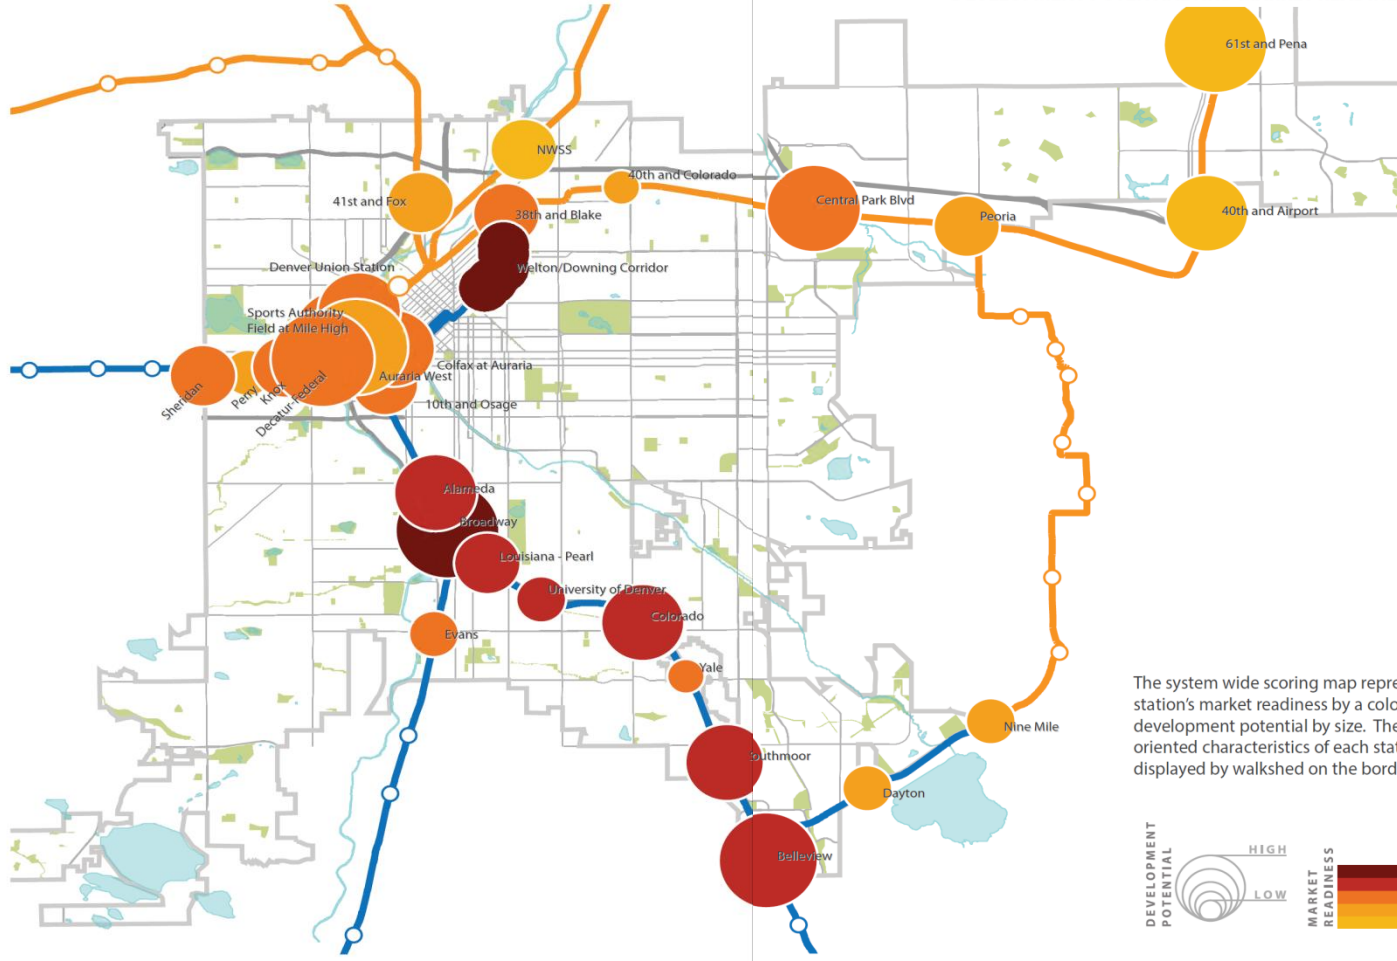 61st and Pena
NWSS
40th and Colorado
41st and Fox
38th and Blake
Central Park Blvd
Peoria
40th and Airport
Denver Union Station
Welton/Downing Corridor
Sports Authority
Field at Mile High
Colfax at Auraria
Auraria West
10th and Osage
Sheridan
Perry
Knox
Decatur-Federal
Alameda
Broadway
Louisiana - Pearl
University of Denver
Colorado
Evans
Yale
Nine Mile
outhmoor
Dayton
Belleview
The system wide scoring map repre
station's market readiness by a colo
development potential by size. The
oriented characteristics of each stat
displayed by walkshed on the bord
DEVELOPMENT
POTENTIAL
HIGH
LOW
MARKET
READINESS